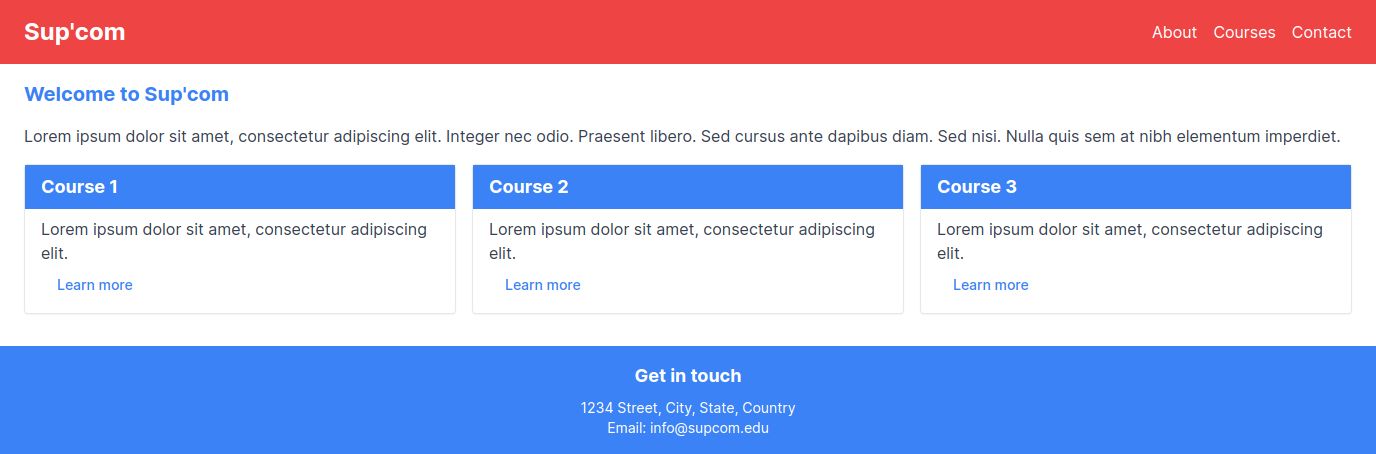 Sup'com
About Courses Contact
Welcome to Sup'com
Lorem ipsum dolor sit amet, consectetur adipiscing elit. Integer nec odio. Praesent libero. Sed cursus ante dapibus diam. Sed nisi. Nulla quis sem at nibh elementum imperdiet.
Course 1
Lorem ipsum dolor sit amet, consectetur adipiscing
elit.
Learn more
Course 2
Lorem ipsum dolor sit amet, consectetur adipiscing
elit.
Learn more
Course 3
Lorem ipsum dolor sit amet, consectetur adipiscing
elit.
Learn more
Get in touch
1234 Street, City, State, Country
Email: info@supcom.edu